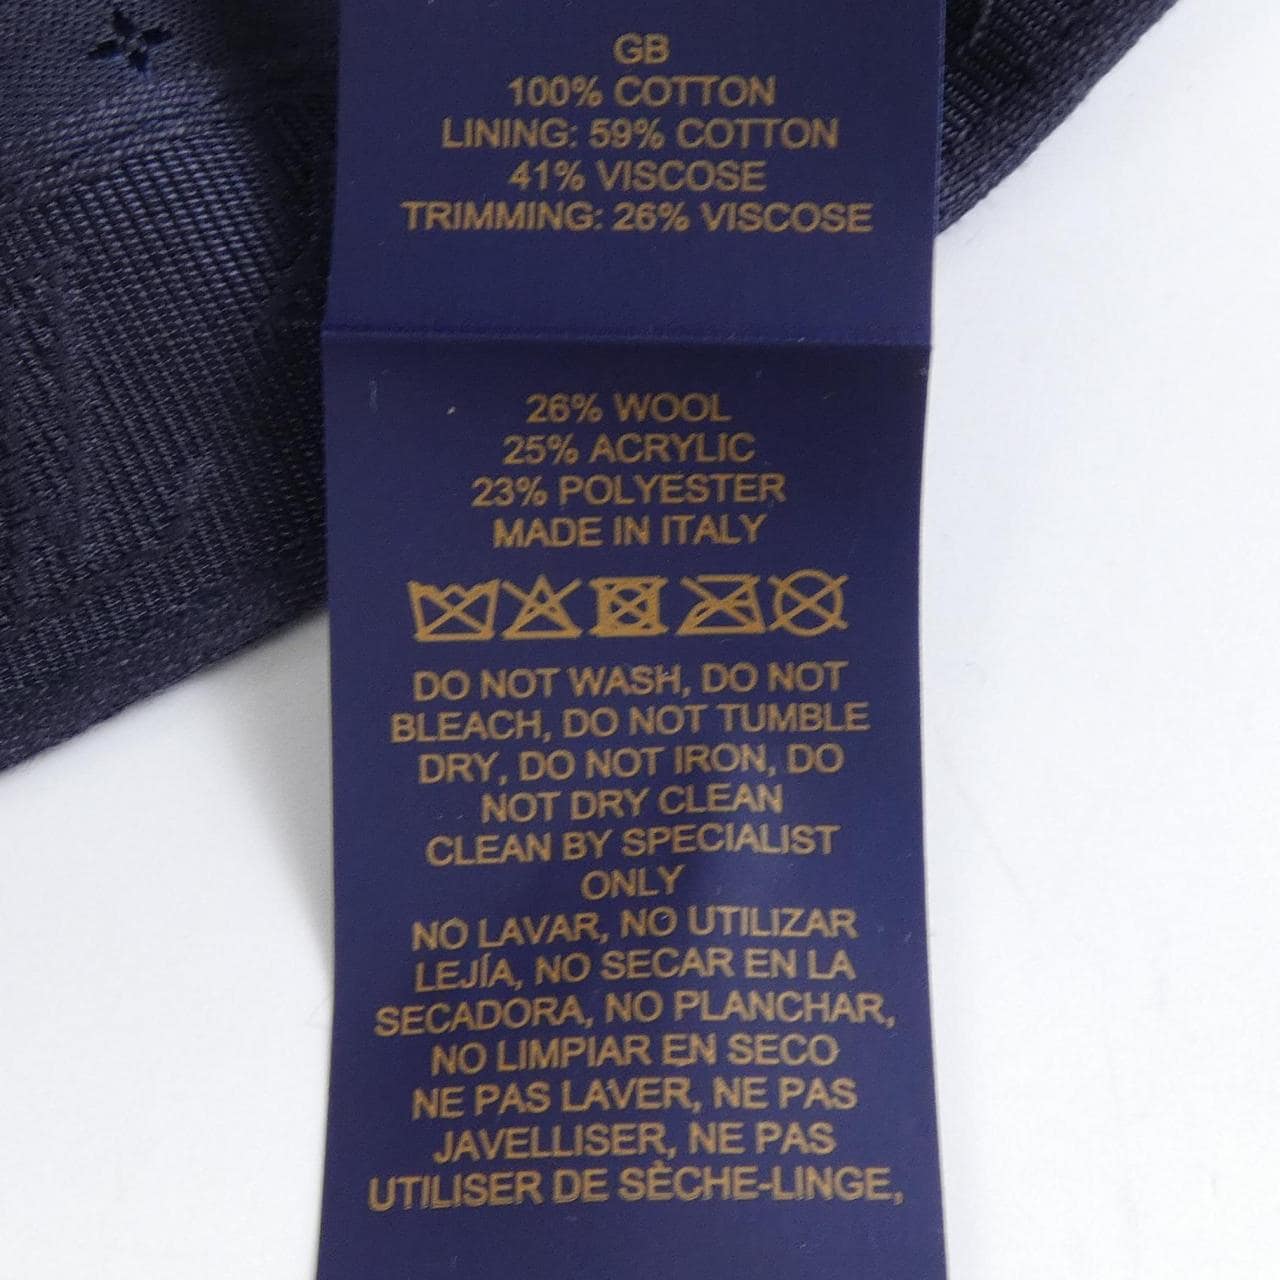 GB
100% COTTON
LINING: 59% COTTON
41% VISCOSE
TRIMMING: 26% VISCOSE
26% WOOL
25% ACRYLIC
23% POLYESTER
MADE IN ITALY
DO NOT WASH, DO NOT
BLEACH, DO NOT TUMBLE
DRY, DO NOT IRON, DO
NOT DRY CLEAN
CLEAN BY SPECIALIST
ONLY
NO LAVAR, NO UTILIZAR
LEJÍA, NO SECAR EN LA
SECADORA, NO PLANCHAR,
NO LIMPIAR EN SECO
NE PAS LAVER, NE PAS
JAVELLISER, NE PAS
UTILISER DE SÈCHE-LINGE,